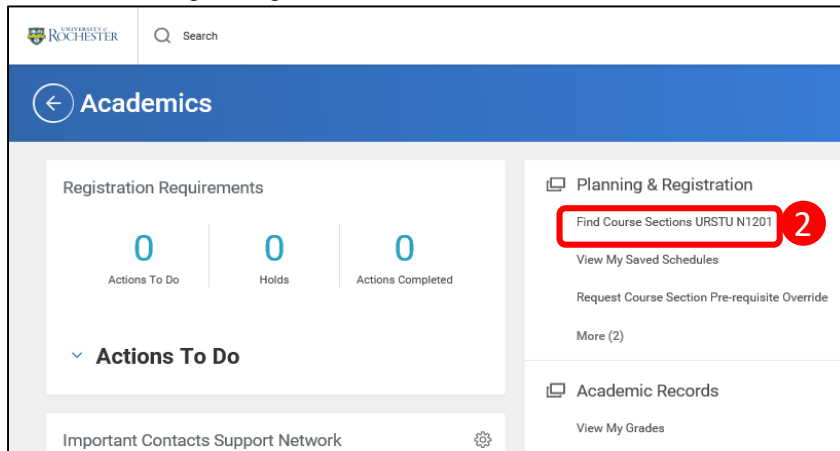 UNIVERSITY of
ROCHESTER
Search
Academics
Registration Requirements
0
0
0
Actions To Do
Holds
Actions Completed
Actions To Do
Important Contacts Support Network
Planning & Registration
Find Course Sections URSTU N1201
2
View My Saved Schedules
Request Course Section Pre-requisite Override
More (2)
Academic Records
View My Grades